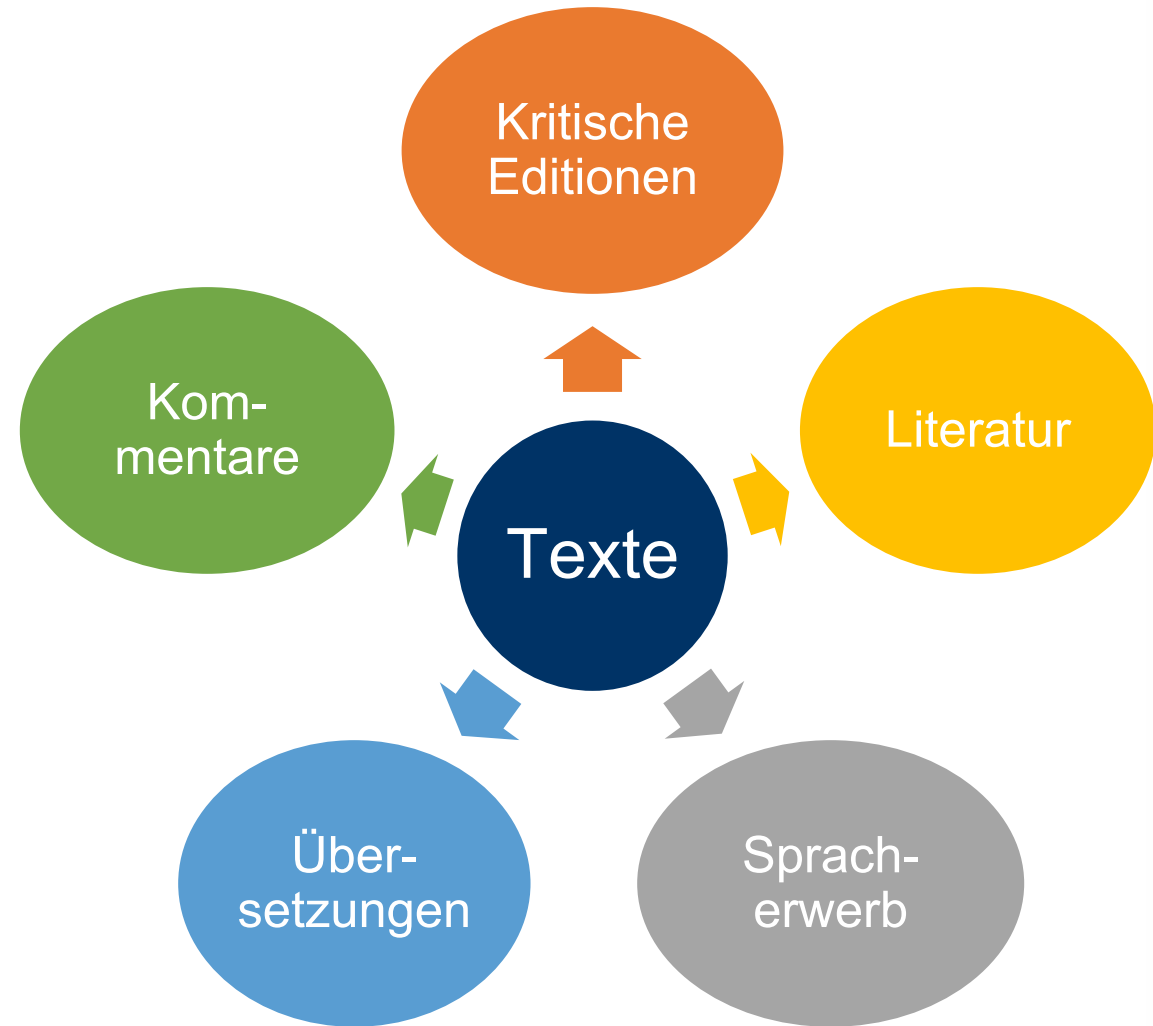 Kritische
Editionen
Kom-
mentare
Literatur
Texte
Über-
setzungen
Sprach-
erwerb